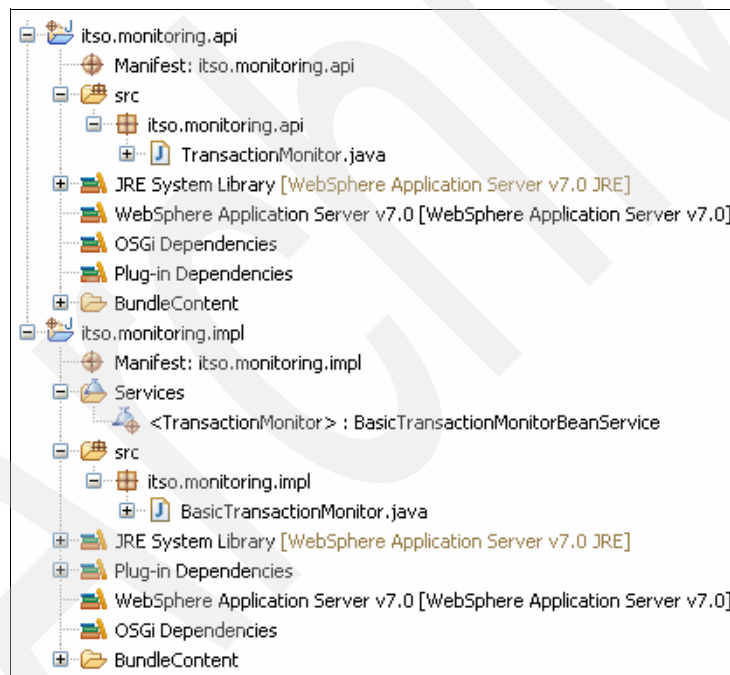 itso.monitoring.api
Manifest: itso.monitoring.api
src
itso.monitoring.api
TransactionMonitor.java
JRE System Library [WebSphere Application Server v7.0 JRE]
WebSphere Application Server v7.0 [WebSphere Application Server v7.0]
OSGi Dependencies
Plug-in Dependencies
BundleContent
itso.monitoring.impl
Manifest: itso.monitoring.impl
Services
<TransactionMonitor> : BasicTransactionMonitorBeanService
src
itso.monitoring.impl
BasicTransactionMonitor.java
JRE System Library [WebSphere Application Server v7.0 JRE]
Plug-in Dependencies
WebSphere Application Server v7.0 [WebSphere Application Server v7.0]
OSGi Dependencies
BundleContent